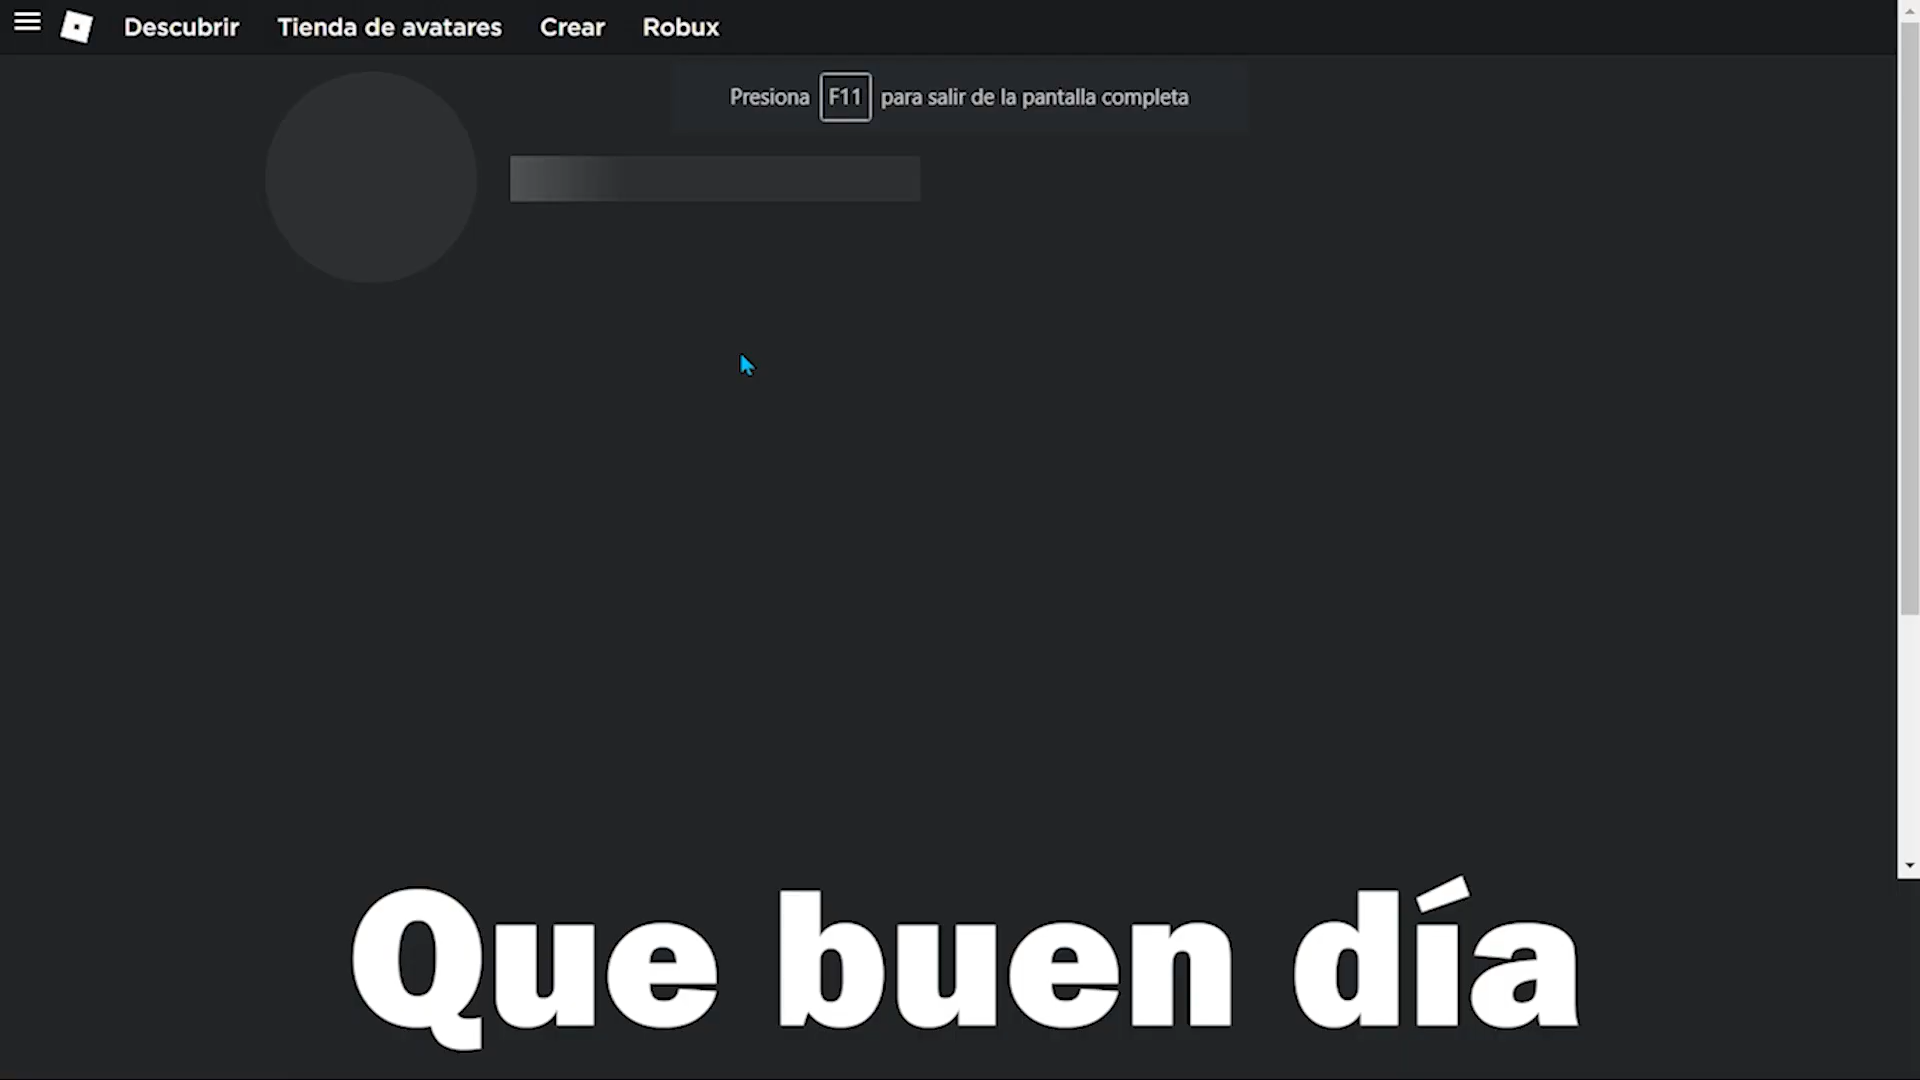 Descubrir Tienda de avatares Crear Robux
Presiona F11 para salir de la pantalla completa
Que buen día